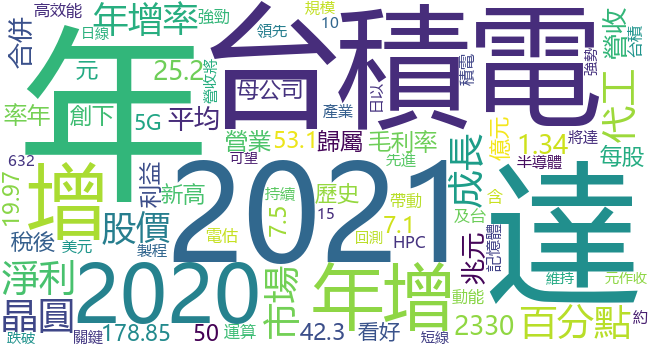 高效能
年增率
強勁
領先
規模
10
日線
合併
元
25.2
營收將
母公司
台積電
日以
積電
強勢
代工
營收
台積
率年
創下
5G
平均
產業
年
營業
53.1
歸屬
毛利率
成長
億元
1.34
將達
每股
632
可望
先進
半導體
19.97
利益
新高
持續
7.5
歷史
帶動
含
增
2021
達
股價
15
7.1
及台
稅後
電估
回測
HPC
兆元
記憶體
美元
製程
淨利
2020
市場
年增
動能
維持
元作收
晶圓
178.85
50
運算
42.3
看好
2330
百分點
跌破
關鍵
短線
約